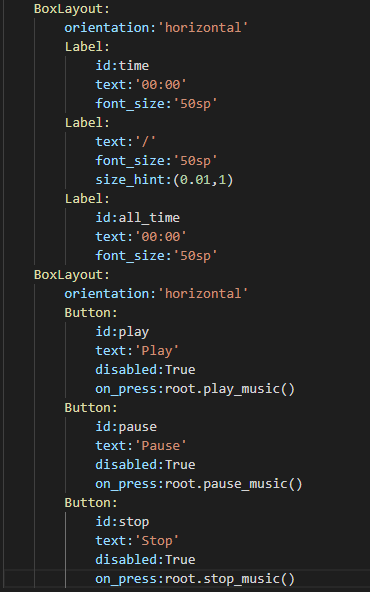 BoxLayout:
orientation:'horizontal'
Label:
id:time
text:'00:00'
font_size:'50sp'
Label:
text:'/'
font_size:'50sp'
size_hint:(0.01,1)
Label:
id:all_time
text:'00:00'
font_size:'50sp'
BoxLayout:
orientation:'horizontal'
Button:
id:play
text:'Play'
disabled:True
on_press:root.play_music()
Button:
id:pause
text:'Pause'
disabled:True
on_press:root.pause_music()
Button:
id:stop
text:'Stop'
disabled:True
on_press:root.stop_music()